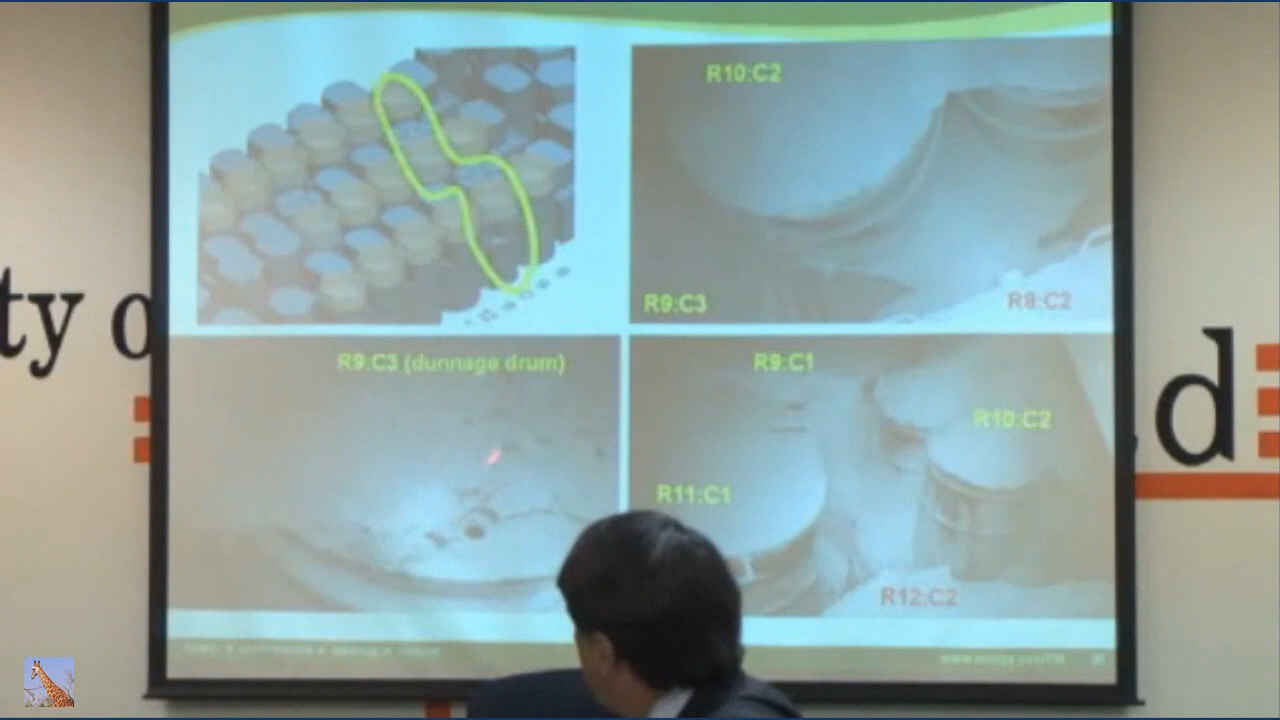 R10:C2
R9:C3
R8:C2
R9:C3 (dunnage drum)
R9:C1
R10:C2
R11:C1
R12:C2
ty o
d